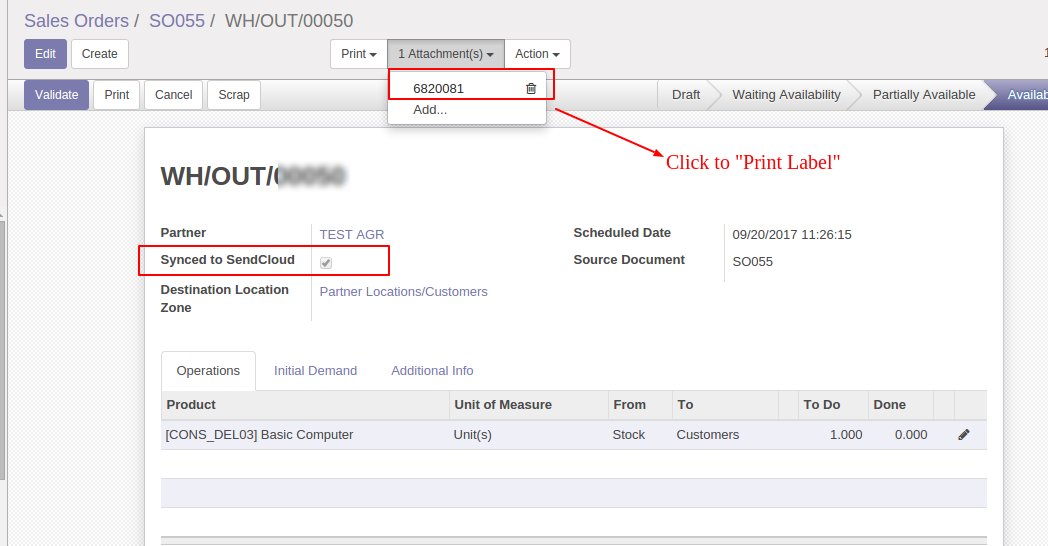 Sales Orders / SO055 / WH/OUT/00050
Edit Create Print 1 Attachment(s) Action 1
Validate Print Cancel Scrap 6820081 Draft Waiting Availability Partially Available Availab
Add...
Click to "Print Label"
WH/OUT/00050
Partner TEST AGR Scheduled Date 09/20/2017 11:26:15
Synced to SendCloud Source Document SO055
Destination Location Partner Locations/Customers
Zone
Operations Initial Demand Additional Info
Product Unit of Measure From To To Do Done
[CONS_DEL03] Basic Computer Unit(s) Stock Customers 1.000 0.000